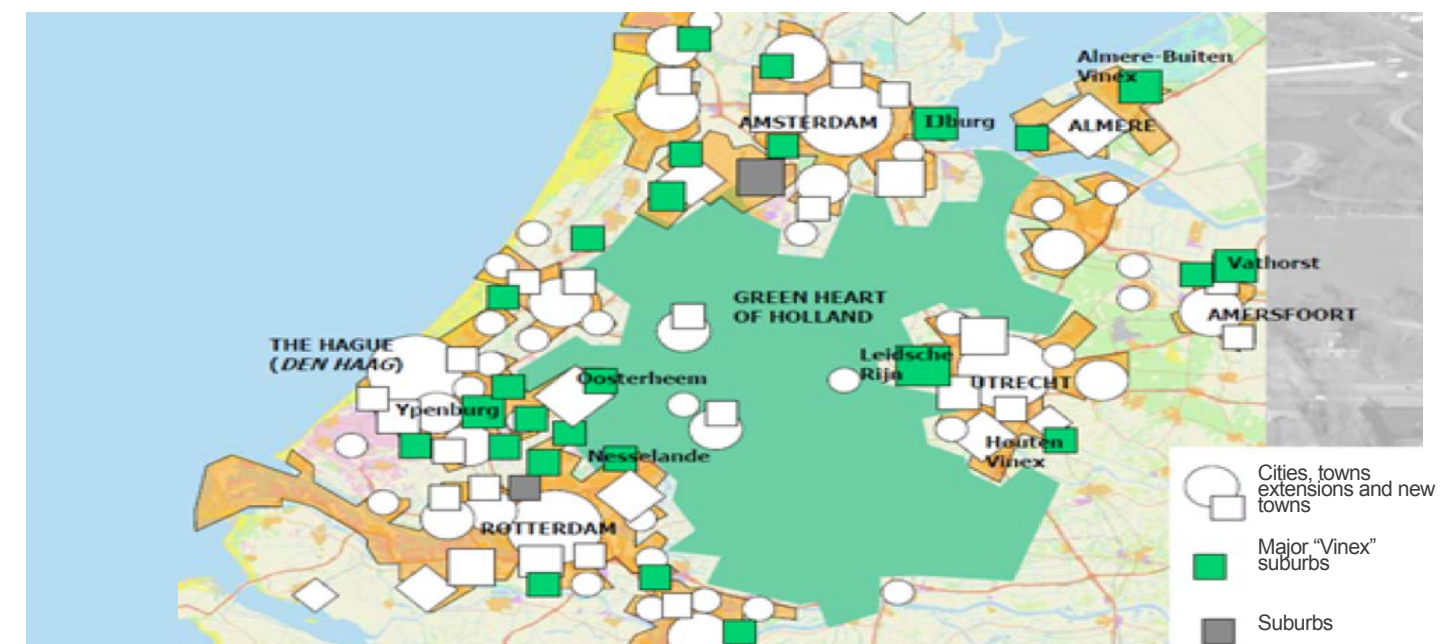 Almere-Buiten
Vinex
AMSTERDAM
IJburg
ALMERE
Vathorst
GREEN HEART
OF HOLLAND
AMERSFOORT
THE HAGUE
(DEN HAAG)
Leidsche
Rijn
Oosterheem
UTRECHT
Ypenburg
Houten
Vinex
Nesselande
ROTTERDAM
Cities, towns
extensions and new
towns
Major “Vinex”
suburbs
Suburbs